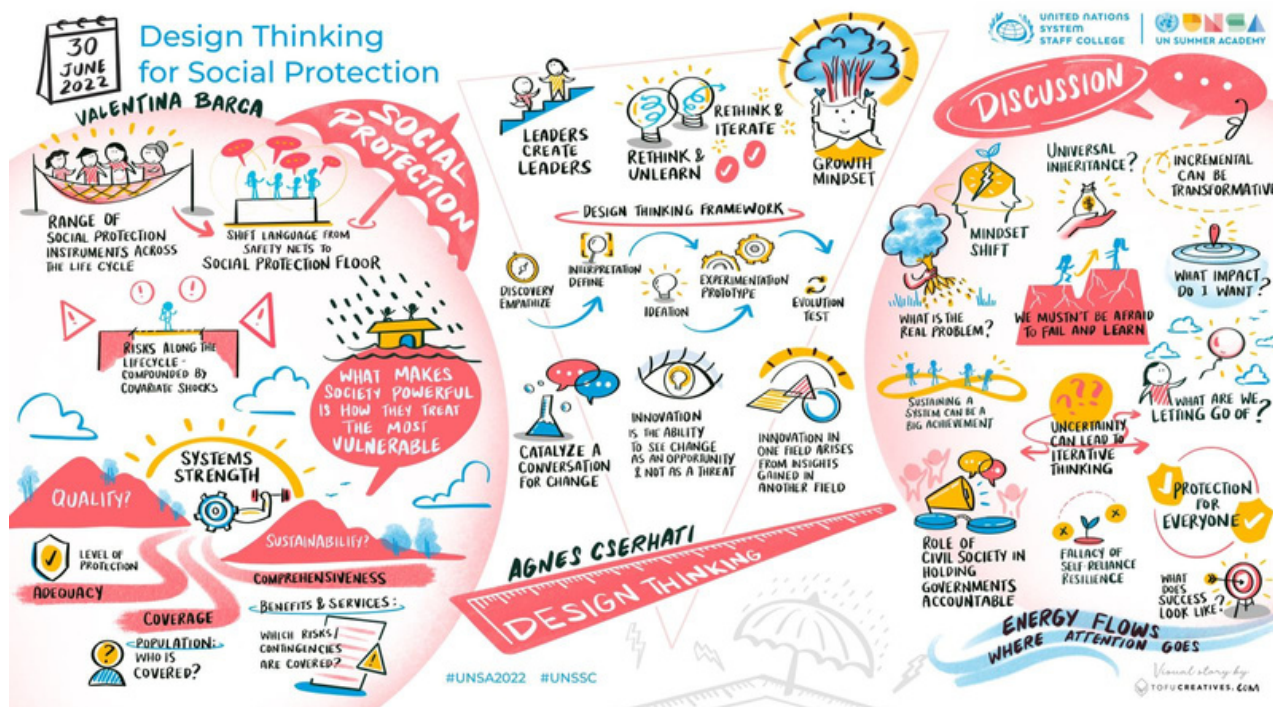 30
JUNE
2022
Design Thinking
for Social Protection
VALENTINA BARCA
SOCIAL
PROTECTION
RANGE OF
SOCIAL PROTECTION
INSTRUMENTS ACROSS
THE LIFE CYCLE
SHIFT LANGUAGE FROM
SAFETY NETS TO
SOCIAL PROTECTION FLOOR
RISKS ALONG THE
LIFECYCLE -
COMPOUNDED BY
COVARIATE SHOCKS
WHAT MAKES
SOCIETY POWERFUL
IS HOW THEY TREAT
THE MOST
VULNERABLE
SYSTEMS
STRENGTH
QUALITY?
SUSTAINABILITY?
LEVEL OF
PROTECTION
ADEQUACY
COVERAGE
POPULATION:
WHO IS
COVERED?
COMPREHENSIVENESS
BENEFITS & SERVICES:
WHICH RISKS/
CONTINGENCIES
ARE COVERED?
LEADERS
CREATE
LEADERS
RETHINK &
UNLEARN
RETHINK &
ITERATE
GROWTH
MINDSET
DESIGN THINKING FRAMEWORK
DISCOVERY
EMPATHIZE
INTERPRETATION
DEFINE
IDEATION
EXPERIMENTATION
PROTOTYPE
EVOLUTION
TEST
CATALYZE A
CONVERSATION
FOR CHANGE
INNOVATION
IS THE ABILITY
TO SEE CHANGE
AS AN OPPORTUNITY
& NOT AS A THREAT
INNOVATION IN
ONE FIELD ARISES
FROM INSIGHTS
GAINED IN
ANOTHER FIELD
AGNES CSERHATI
DESIGN THINKING
#UNSA2022 #UNSSC
UNITED NATIONS
SYSTEM
STAFF COLLEGE
UNSA
UN SUMMER ACADEMY
DISCUSSION
MINDSET
SHIFT
UNIVERSAL
INHERITANCE?
INCREMENTAL
CAN BE
TRANSFORMATIVE
WHAT IS THE
REAL PROBLEM?
WE MUSTN'T BE AFRAID
TO FAIL AND LEARN
WHAT IMPACT
DO I WANT?
SUSTAINING A
SYSTEM CAN BE A
BIG ACHIEVEMENT
UNCERTAINTY
CAN LEAD TO
ITERATIVE
THINKING
WHAT ARE WE
LETTING GO OF?
ROLE OF
CIVIL SOCIETY IN
HOLDING
GOVERNMENTS
ACCOUNTABLE
FALLACY OF
SELF-RELIANCE
RESILIENCE
PROTECTION
FOR
EVERYONE
WHAT
DOES
SUCCESS
LOOK LIKE?
ENERGY FLOWS
WHERE ATTENTION GOES
Visual story by
TOFUCREATIVES.COM